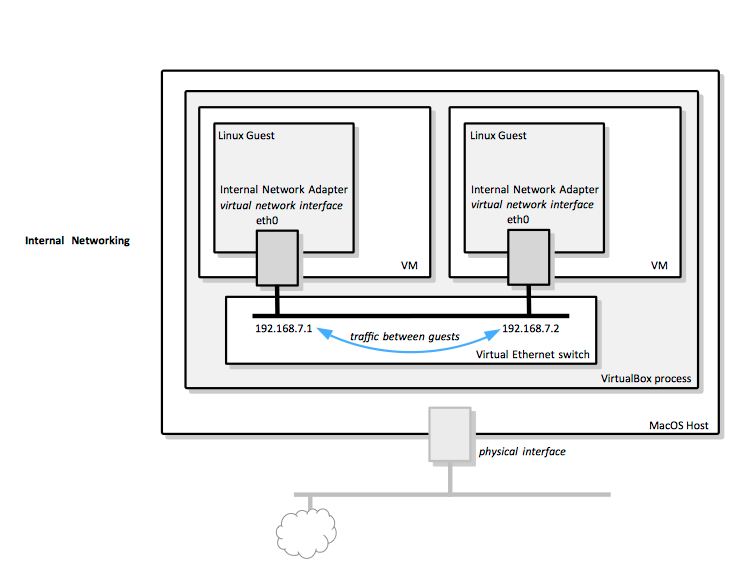 Linux Guest
Linux Guest
Internal Network Adapter
virtual network interface
eth0
Internal Network Adapter
virtual network interface
eth0
Internal Networking
VM
VM
192.168.7.1
traffic between guests
192.168.7.2
Virtual Ethernet switch
VirtualBox process
MacOS Host
physical interface